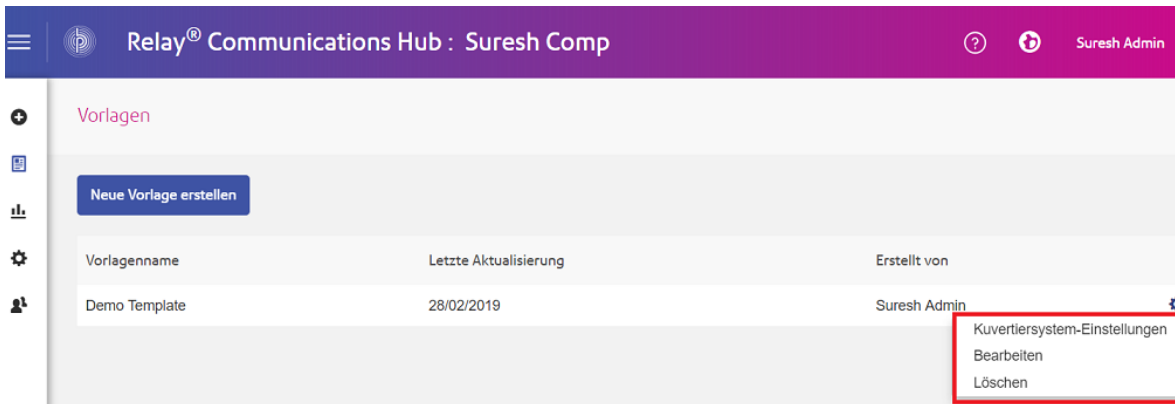 Relay® Communications Hub : Suresh Comp ? Suresh Admin
Vorlagen
Neue Vorlage erstellen
Vorlagenname Letzte Aktualisierung Erstellt von
Demo Template 28/02/2019 Suresh Admin
Kuvertiersystem-Einstellungen
Bearbeiten
Löschen